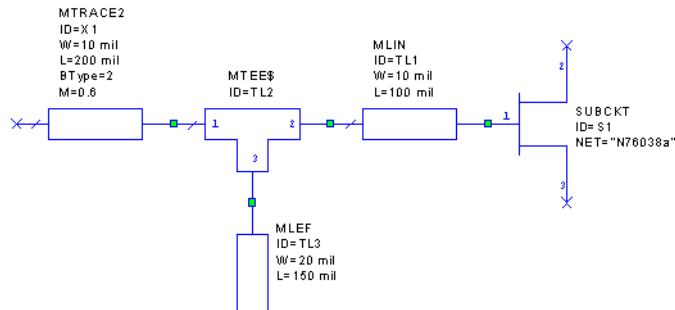 MTRACE2
ID=X1
W=10 mil
L=200 mil
BType=2
M=0.6
MTEE$
ID=TL2
MLIN
ID=TL1
W=10 mil
L=100 mil
1
2
3
1
2
3
SUBCKT
ID=S1
NET="N76038a"
MLEF
ID=TL3
W=20 mil
L=150 mil